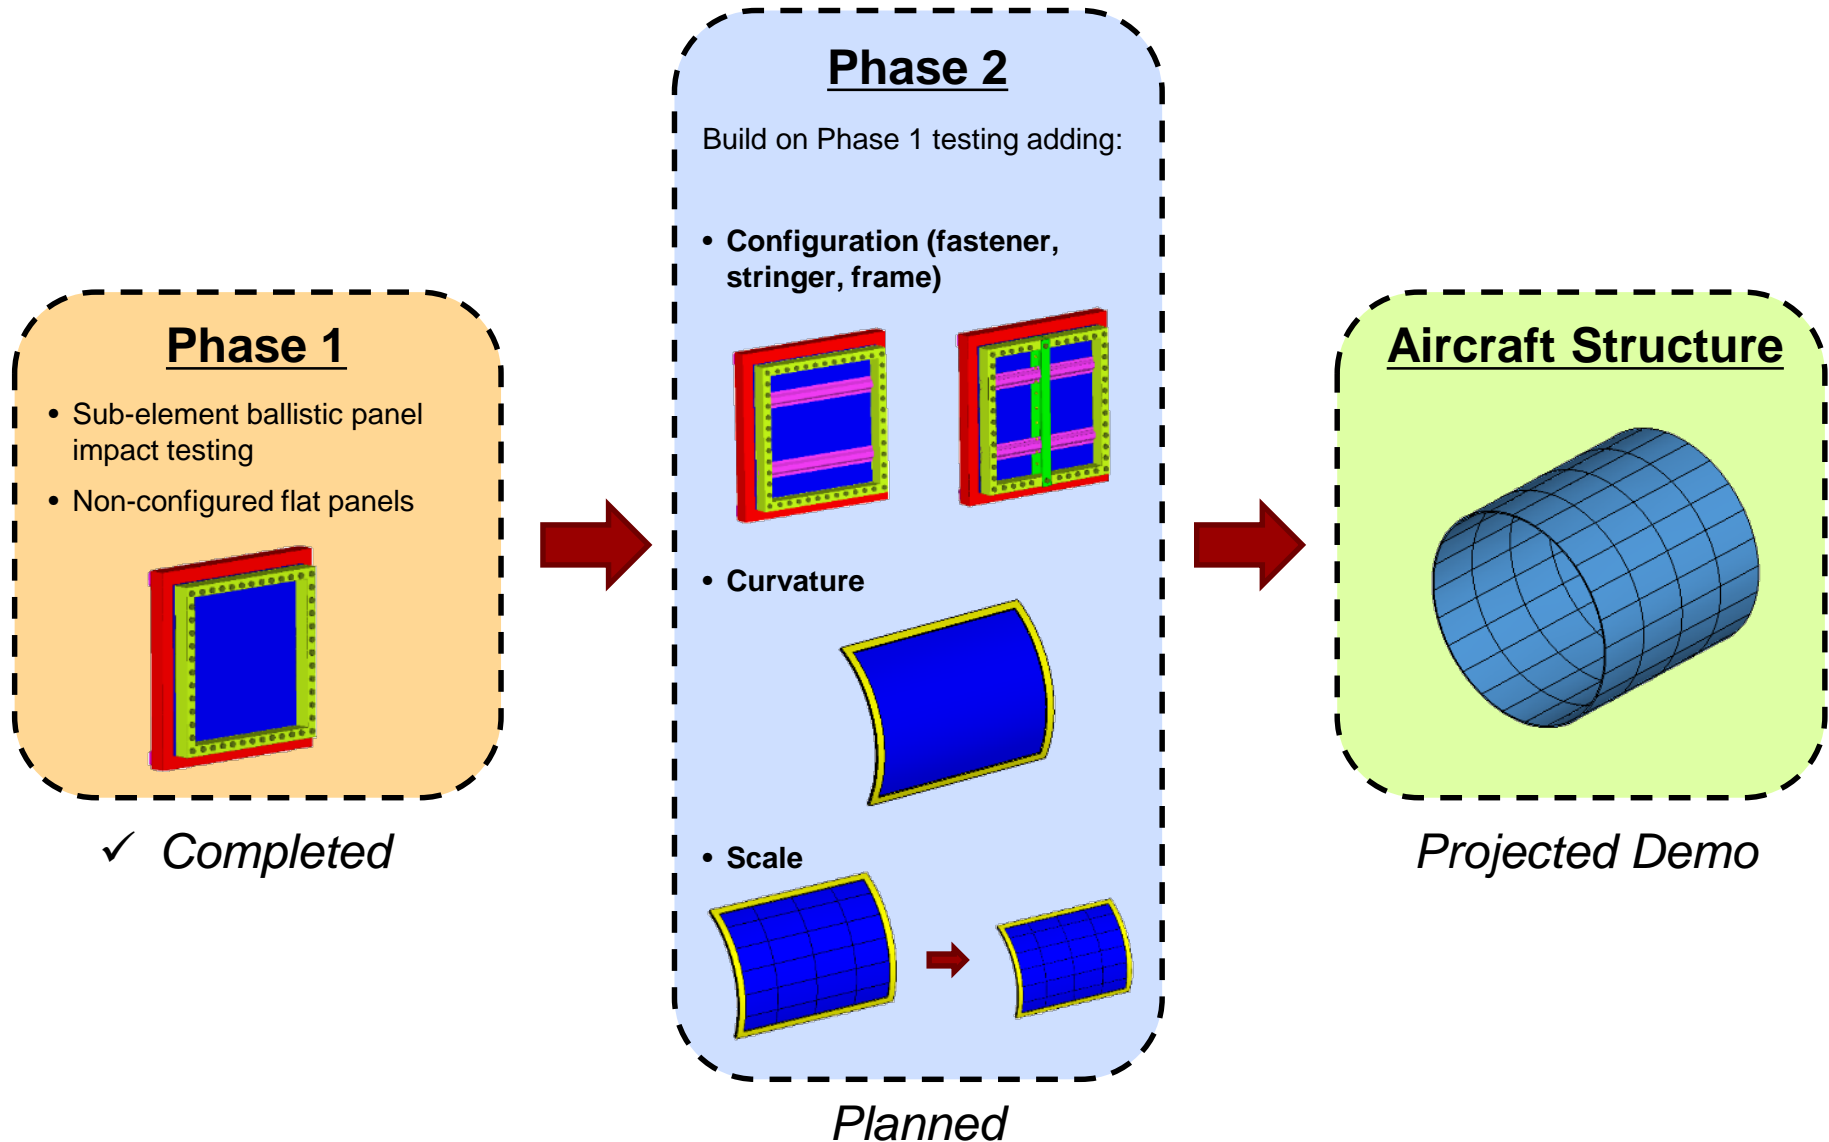 Phase 1
• Sub-element ballistic panel
impact testing
• Non-configured flat panels
✓ Completed
Phase 2
Build on Phase 1 testing adding:
• Configuration (fastener,
stringer, frame)
• Curvature
• Scale
Planned
Aircraft Structure
Projected Demo